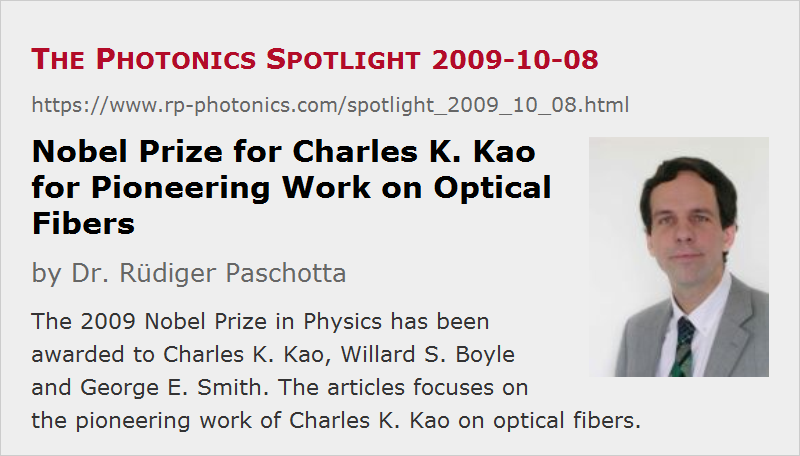 THE PHOTONICS SPOTLIGHT 2009-10-08
https://www.rp-photonics.com/spotlight_2009_10_08.html
Nobel Prize for Charles K. Kao
for Pioneering Work on Optical
Fibers
by Dr. Rüdiger Paschotta
The 2009 Nobel Prize in Physics has been
awarded to Charles K. Kao, Willard S. Boyle
and George E. Smith. The articles focuses on
the pioneering work of Charles K. Kao on optical fibers.